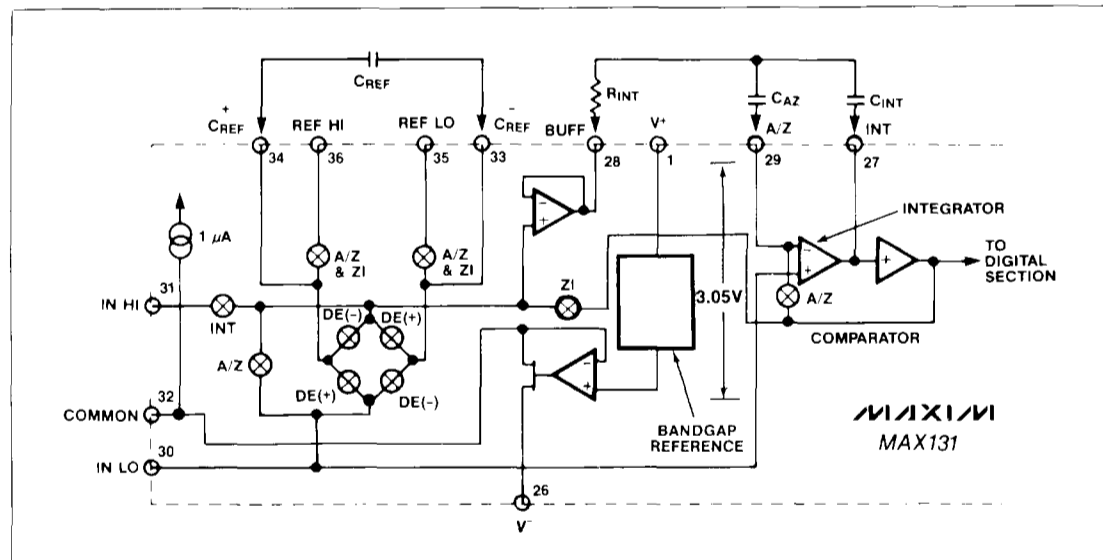 CREF
RINT
CAZ
CINT
+
CREF
REF HI
REF LO
−
CREF
BUFF
V+
A/Z
INT
34
36
35
33
28
1
29
27
1 μA
A/Z
& ZI
A/Z
& ZI
−
+
INTEGRATOR
−
+
+
TO
DIGITAL
SECTION
31
IN HI
INT
DE(−)
DE(+)
ZI
3.05V
A/Z
COMPARATOR
A/Z
DE(+)
DE(−)
−
+
32
COMMON
BANDGAP
REFERENCE
MAXIM
MAX131
30
IN LO
26
V−